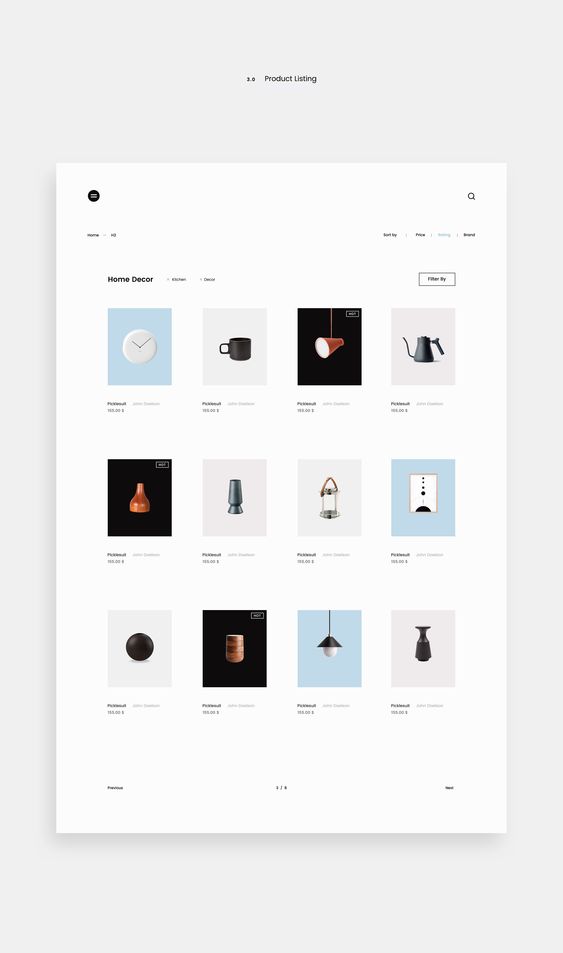 3.0 Product Listing
Home H3
Sort by | Price | Rating | Brand
Home Decor × Kitchen × Decor
Filter By
HOT
Picklesuit John Doelson
155.00 $
Picklesuit John Doelson
155.00 $
Picklesuit John Doelson
155.00 $
Picklesuit John Doelson
155.00 $
HOT
Picklesuit John Doelson
155.00 $
Picklesuit John Doelson
155.00 $
Picklesuit John Doelson
155.00 $
Picklesuit John Doelson
155.00 $
HOT
Picklesuit John Doelson
155.00 $
Picklesuit John Doelson
155.00 $
Picklesuit John Doelson
155.00 $
Picklesuit John Doelson
155.00 $
Previous
/ 8
Next